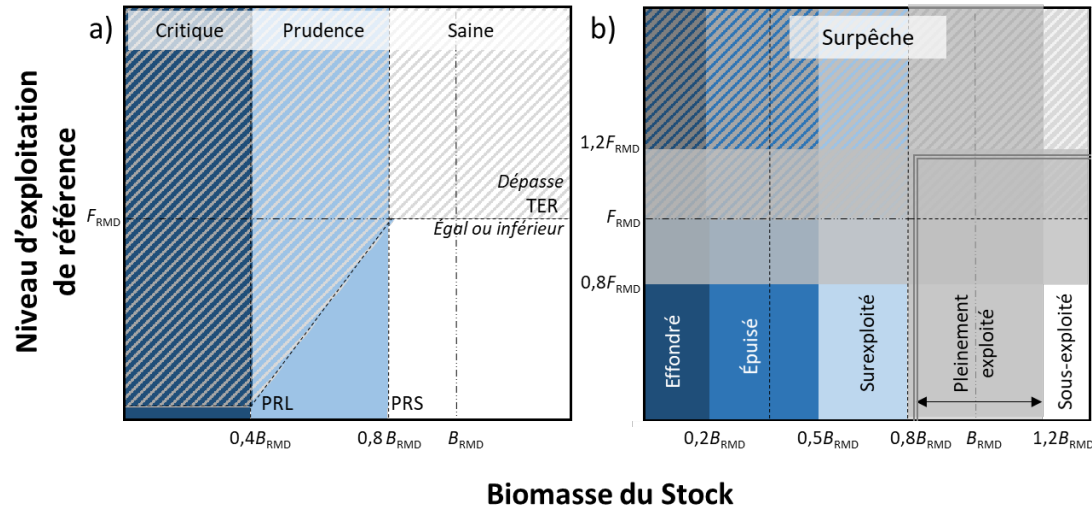 a)
Critique
Prudence
Saine
Niveau d’exploitation
de référence
Dépasse
TER
F_RMD
Égal ou inférieur
PRL
PRS
0,4B_RMD
0,8 B_RMD
B_RMD
b)
Surpêche
1,2F_RMD
F_RMD
0,8F_RMD
Effondré
Épuisé
Surexploité
Pleinement
exploité
Sous-exploité
0,2B_RMD
0,5B_RMD
0,8B_RMD
B_RMD
1,2B_RMD
Biomasse du Stock